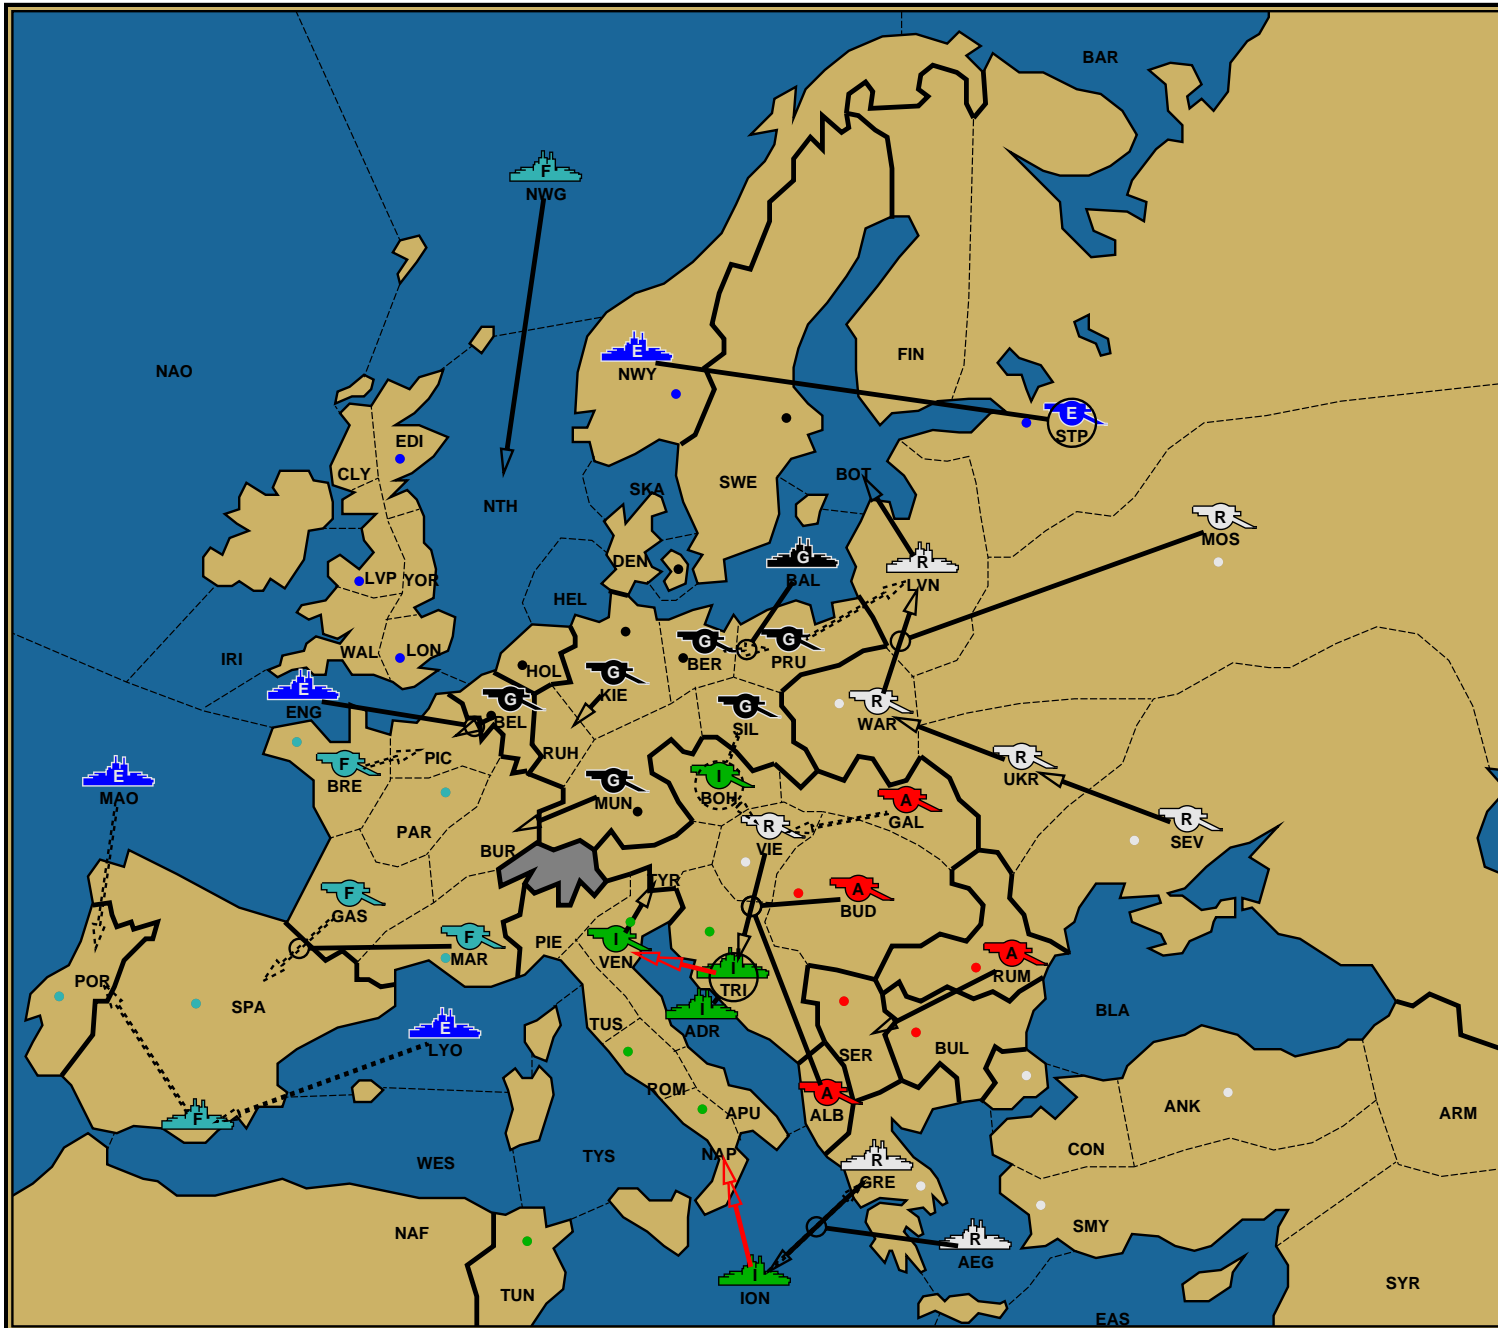 BAR
F
NWG
E
NWY
FIN
NAO
E
STP
EDI
CLY
SWE
BOT
SKA
NTH
R
MOS
G
BAL
R
LVN
DEN
LVP
YOR
HEL
WAL
LON
IRI
HOL
G
BER
G
PRU
G
KIE
E
ENG
G
BEL
G
SIL
R
WAR
RUH
PIC
F
BRE
E
MAO
G
MUN
I
BOH
A
GAL
R
UKR
R
VIE
R
SEV
PAR
BUR
TYR
F
GAS
A
BUD
F
MAR
PIE
I
VEN
I
TRI
A
RUM
POR
SPA
E
LYO
TUS
I
ADR
SER
BUL
BLA
ROM
APU
A
ALB
ANK
ARM
F
WES
TYS
NAP
R
GRE
CON
NAF
SMY
R
AEG
TUN
I
ION
SYR
EAS